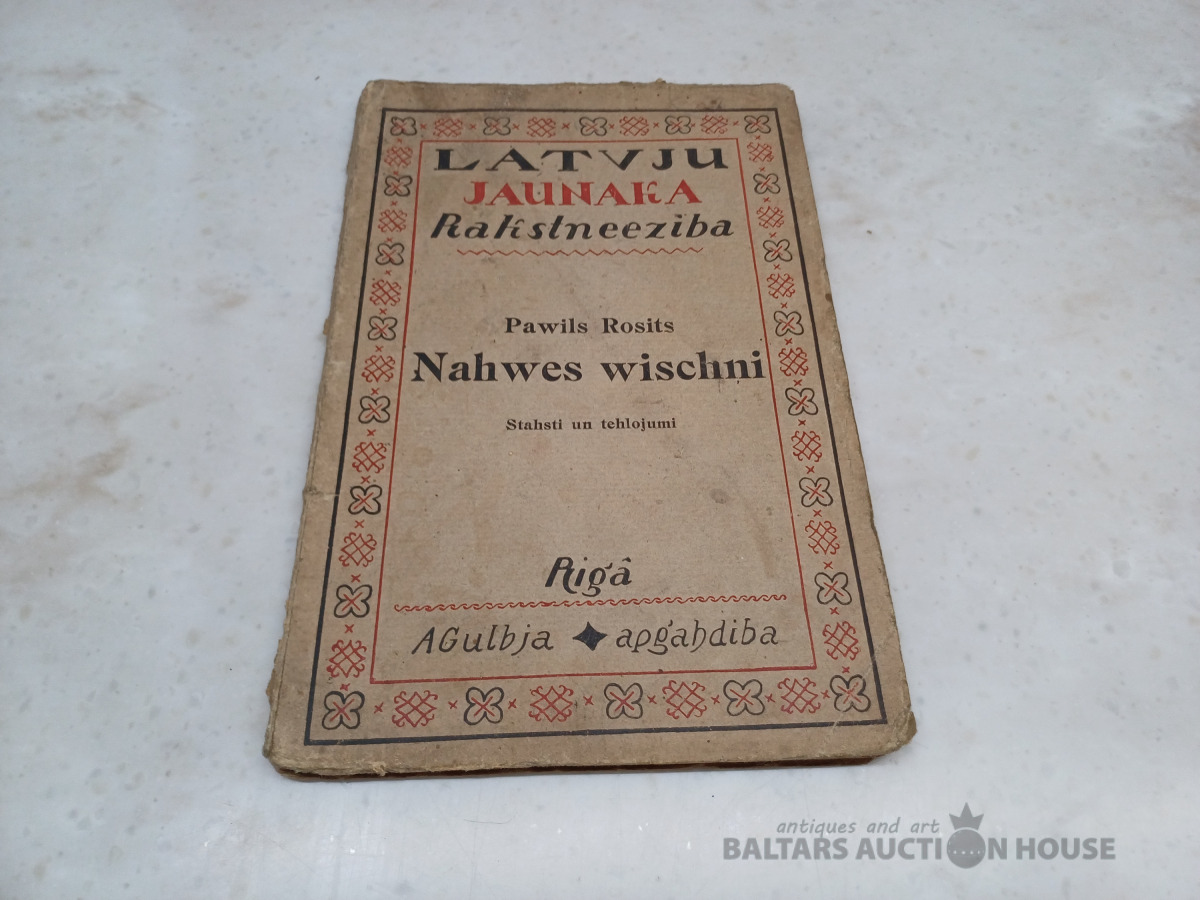 LATVJU
JAUNAKA
Rakstneeziba
Pawils Rosits
Nahwes wischni
Stahsti un tehlojumi
Rigâ
AGulbja apgahdiba
antiques and art
BALTARS AUCTION HOUSE